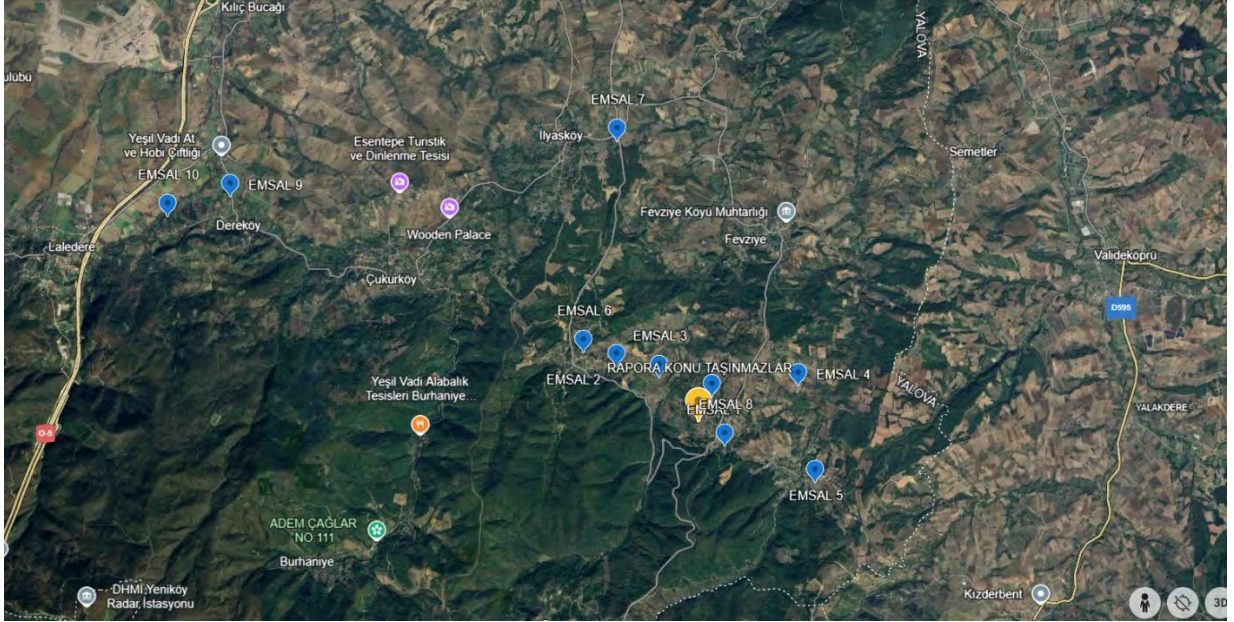 Kılıç Bucağı
YALOVA
ulübü
EMSAL 7
Yeşil Vadi At
ve Hobi Çiftliği
Esentepe Turistik
ve Dinlenme Tesisi
İlyasköy
Semetler
EMSAL 10
EMSAL 9
Fevziye Köyü Muhtarlığı
Dereköy
Wooden Palace
Fevziye
Laledere
Valideköprü
Çukurköy
D595
EMSAL 6
EMSAL 3
RAPORA KONU TAŞINMAZLAR
EMSAL 4
EMSAL 2
Yeşil Vadi Alabalık
Tesisleri Burhaniye...
YALOVA
EMSAL 8
EMSAL 1
YALAKDERE
O-5
EMSAL 5
ADEM ÇAĞLAR
NO 111
Burhaniye
DHMİ Yeniköy
Radar İstasyonu
Kızderbent
3D